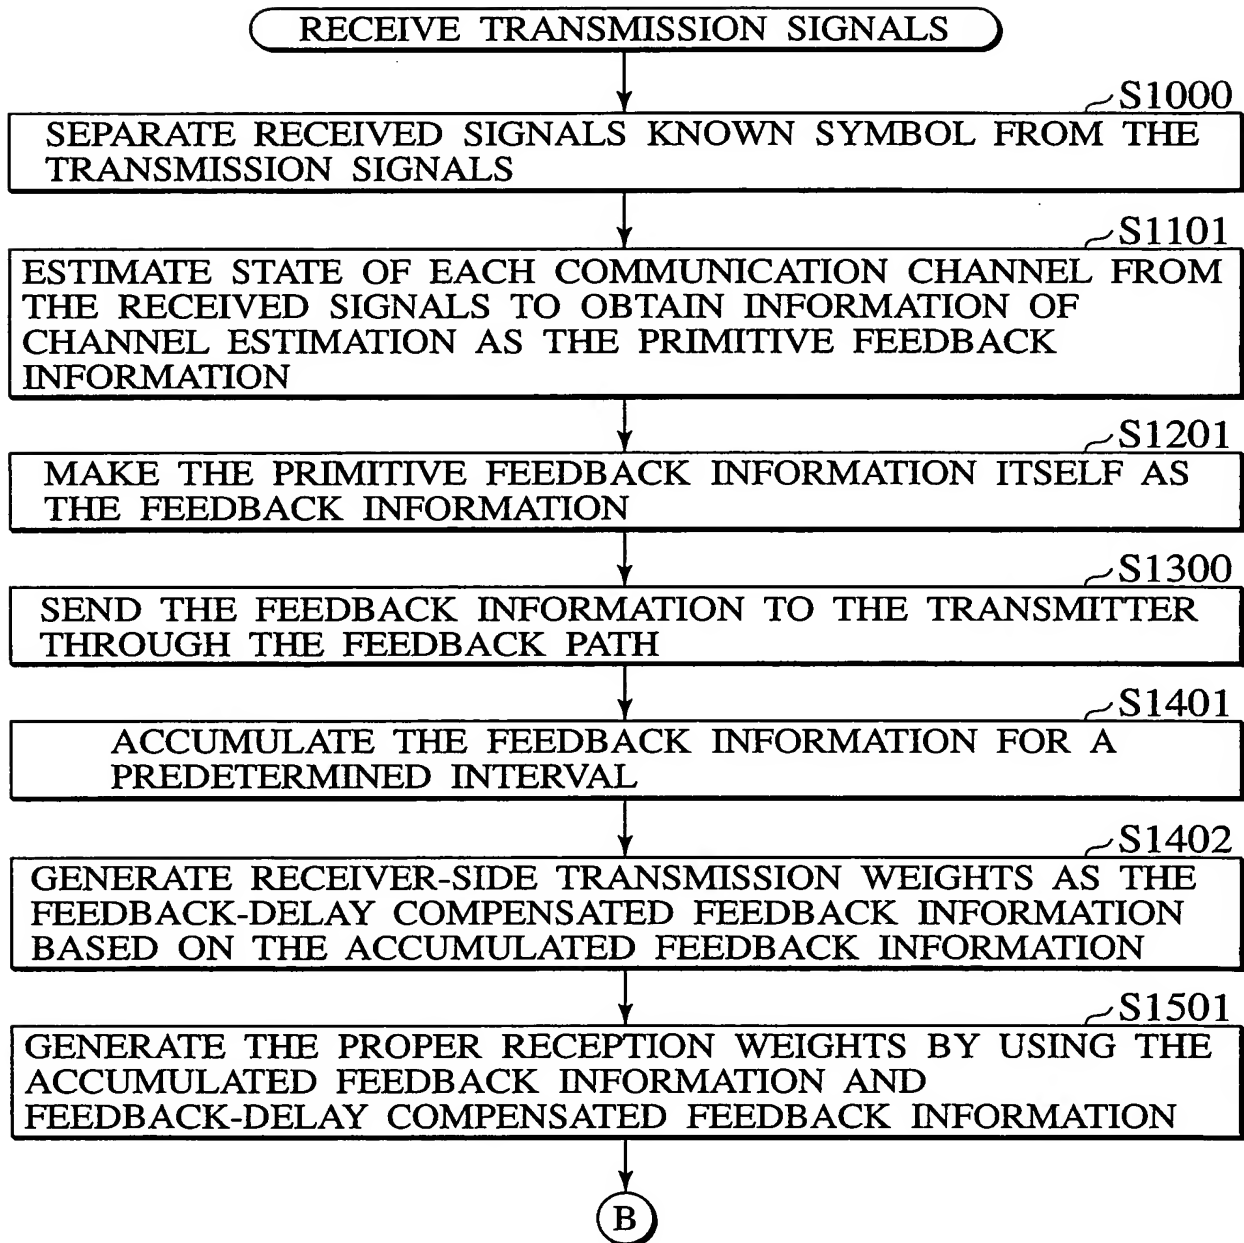 RECEIVE TRANSMISSION SIGNALS
S1000
SEPARATE RECEIVED SIGNALS KNOWN SYMBOL FROM THE
TRANSMISSION SIGNALS
S1101
ESTIMATE STATE OF EACH COMMUNICATION CHANNEL FROM
THE RECEIVED SIGNALS TO OBTAIN INFORMATION OF
CHANNEL ESTIMATION AS THE PRIMITIVE FEEDBACK
INFORMATION
S1201
MAKE THE PRIMITIVE FEEDBACK INFORMATION ITSELF AS
THE FEEDBACK INFORMATION
S1300
SEND THE FEEDBACK INFORMATION TO THE TRANSMITTER
THROUGH THE FEEDBACK PATH
S1401
ACCUMULATE THE FEEDBACK INFORMATION FOR A
PREDETERMINED INTERVAL
S1402
GENERATE RECEIVER-SIDE TRANSMISSION WEIGHTS AS THE
FEEDBACK-DELAY COMPENSATED FEEDBACK INFORMATION
BASED ON THE ACCUMULATED FEEDBACK INFORMATION
S1501
GENERATE THE PROPER RECEPTION WEIGHTS BY USING THE
ACCUMULATED FEEDBACK INFORMATION AND
FEEDBACK-DELAY COMPENSATED FEEDBACK INFORMATION
B